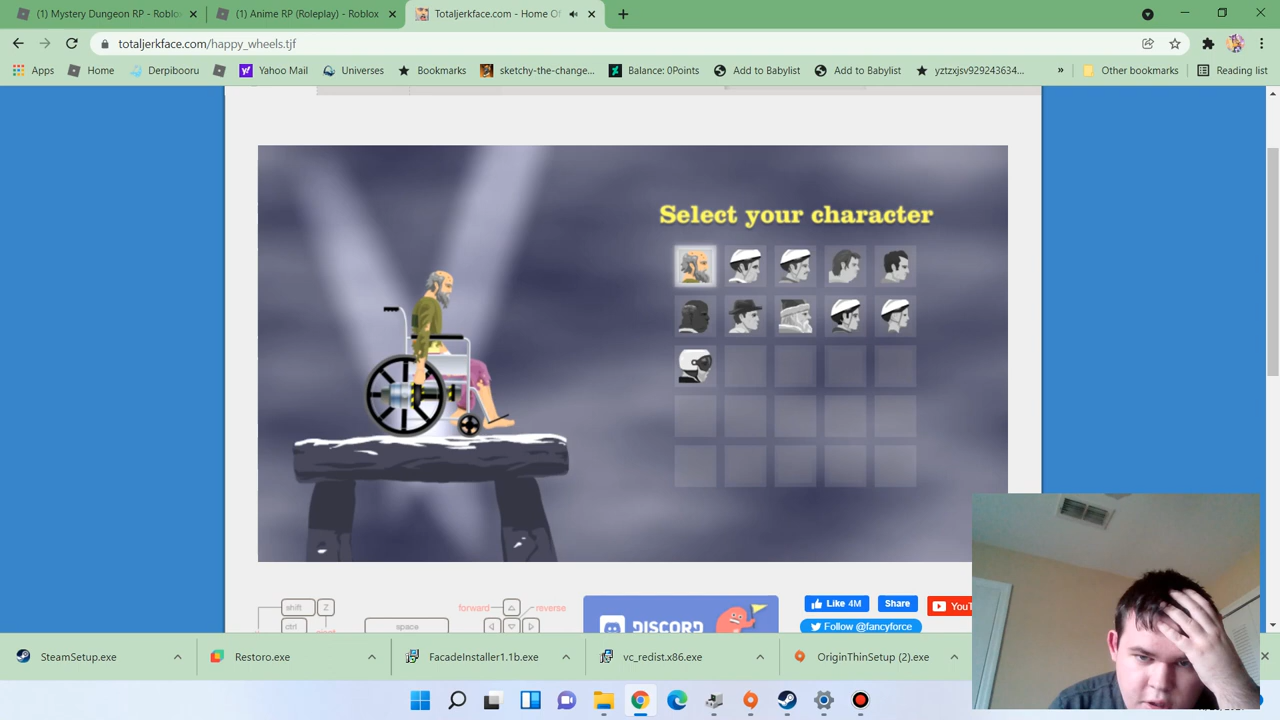 (1) Mystery Dungeon RP - Roblox
(1) Anime RP (Roleplay) - Roblox
Totaljerkface.com - Home Of
totaljerkface.com/happy_wheels.tjf
Apps
Home
Derpibooru
Yahoo Mail
Universes
Bookmarks
sketchy-the-change...
Balance: 0Points
Add to Babylist
Add to Babylist
yztzxjsv929243634...
»
Other bookmarks
Reading list
Select your character
shift
Z
ctrl
space
forward
reverse
DISCORD
Like 4M
Share
YouT
Follow @fancyforce
SteamSetup.exe
Restoro.exe
FacadeInstaller1.1b.exe
vc_redist.x86.exe
OriginThinSetup (2).exe